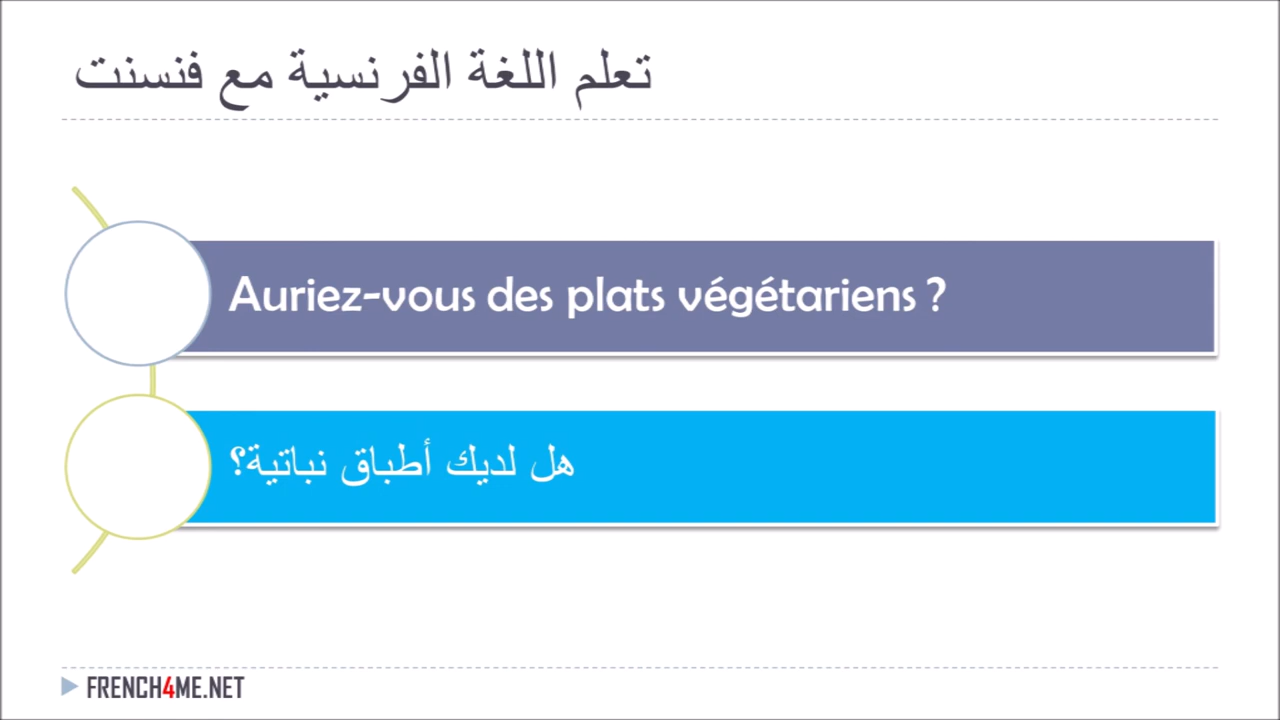 تعلم اللغة الفرنسية مع فنسنت
Auriez-vous des plats végétariens ?
هل لديك أطباق نباتية؟
FRENCH4ME.NET